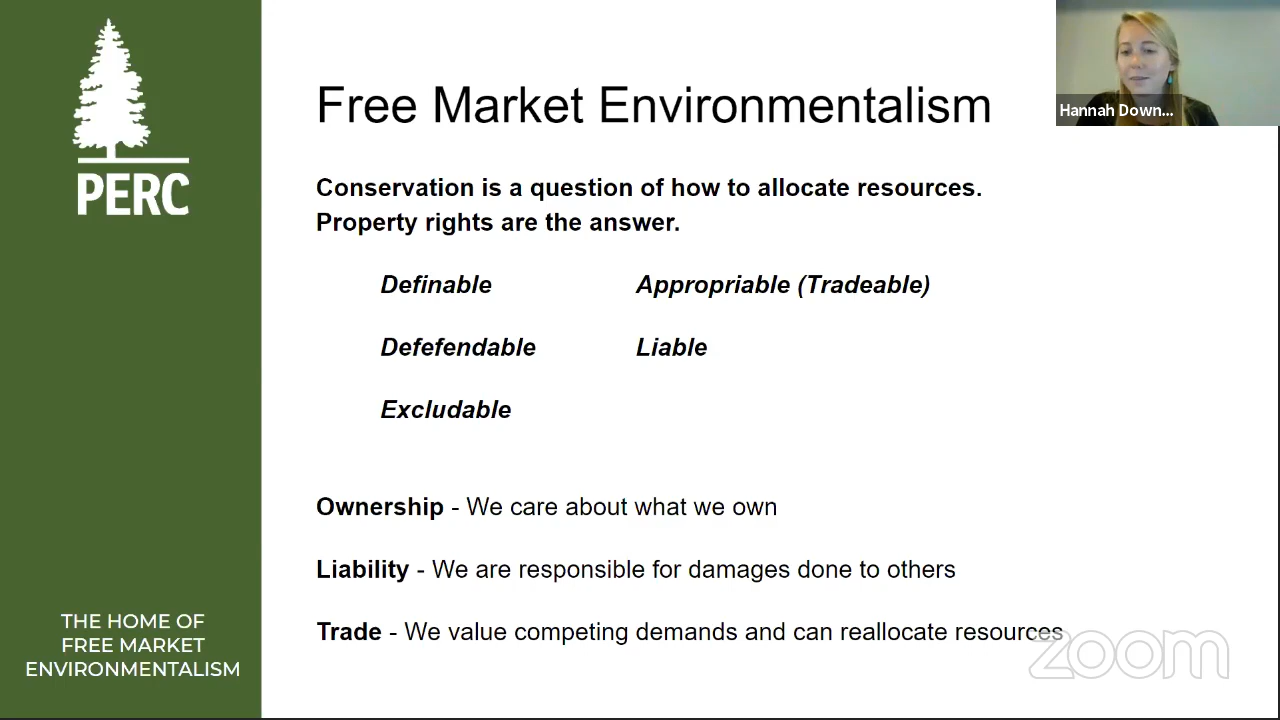 PERC
THE HOME OF
FREE MARKET
ENVIRONMENTALISM
Free Market Environmentalism
Conservation is a question of how to allocate resources.
Property rights are the answer.
Definable
Appropriable (Tradeable)
Defefendable
Liable
Excludable
Ownership - We care about what we own
Liability - We are responsible for damages done to others
Trade - We value competing demands and can reallocate resources
Hannah Down...
zoom